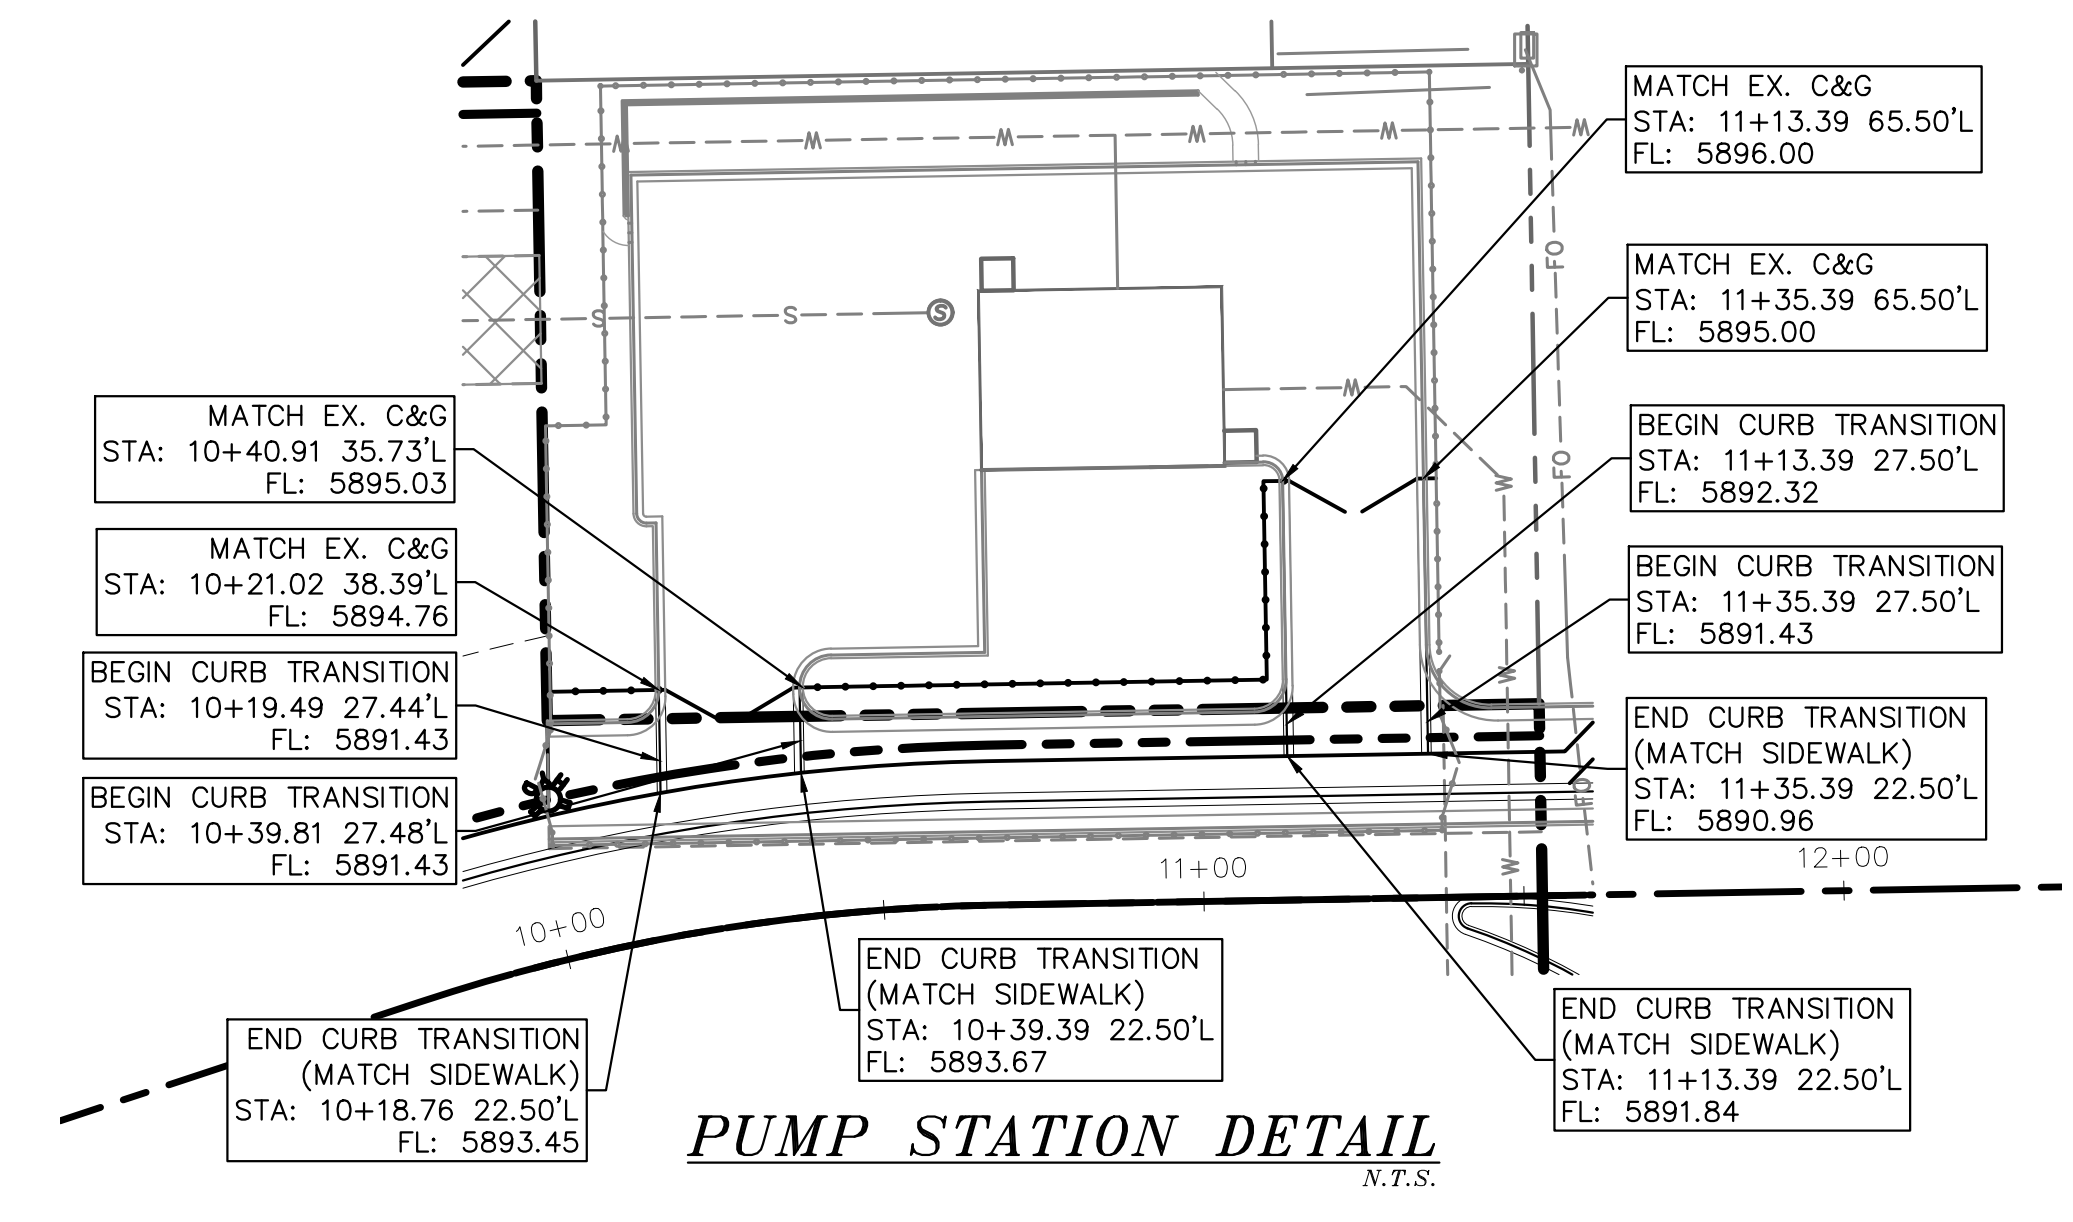 MATCH EX. C&G
STA: 11+13.39 65.50'L
FL: 5896.00
MATCH EX. C&G
STA: 11+35.39 65.50'L
FL: 5895.00
BEGIN CURB TRANSITION
STA: 11+13.39 27.50'L
FL: 5892.32
BEGIN CURB TRANSITION
STA: 11+35.39 27.50'L
FL: 5891.43
END CURB TRANSITION
(MATCH SIDEWALK)
STA: 11+35.39 22.50'L
FL: 5890.96
MATCH EX. C&G
STA: 10+40.91 35.73'L
FL: 5895.03
MATCH EX. C&G
STA: 10+21.02 38.39'L
FL: 5894.76
BEGIN CURB TRANSITION
STA: 10+19.49 27.44'L
FL: 5891.43
BEGIN CURB TRANSITION
STA: 10+39.81 27.48'L
FL: 5891.43
W
W
W
W
W
W
S
S
S
W
W
W
W
FO
FO
FO
10+00
11+00
12+00
END CURB TRANSITION
(MATCH SIDEWALK)
STA: 10+18.76 22.50'L
FL: 5893.45
END CURB TRANSITION
(MATCH SIDEWALK)
STA: 10+39.39 22.50'L
FL: 5893.67
END CURB TRANSITION
(MATCH SIDEWALK)
STA: 11+13.39 22.50'L
FL: 5891.84
PUMP STATION DETAIL
N.T.S.